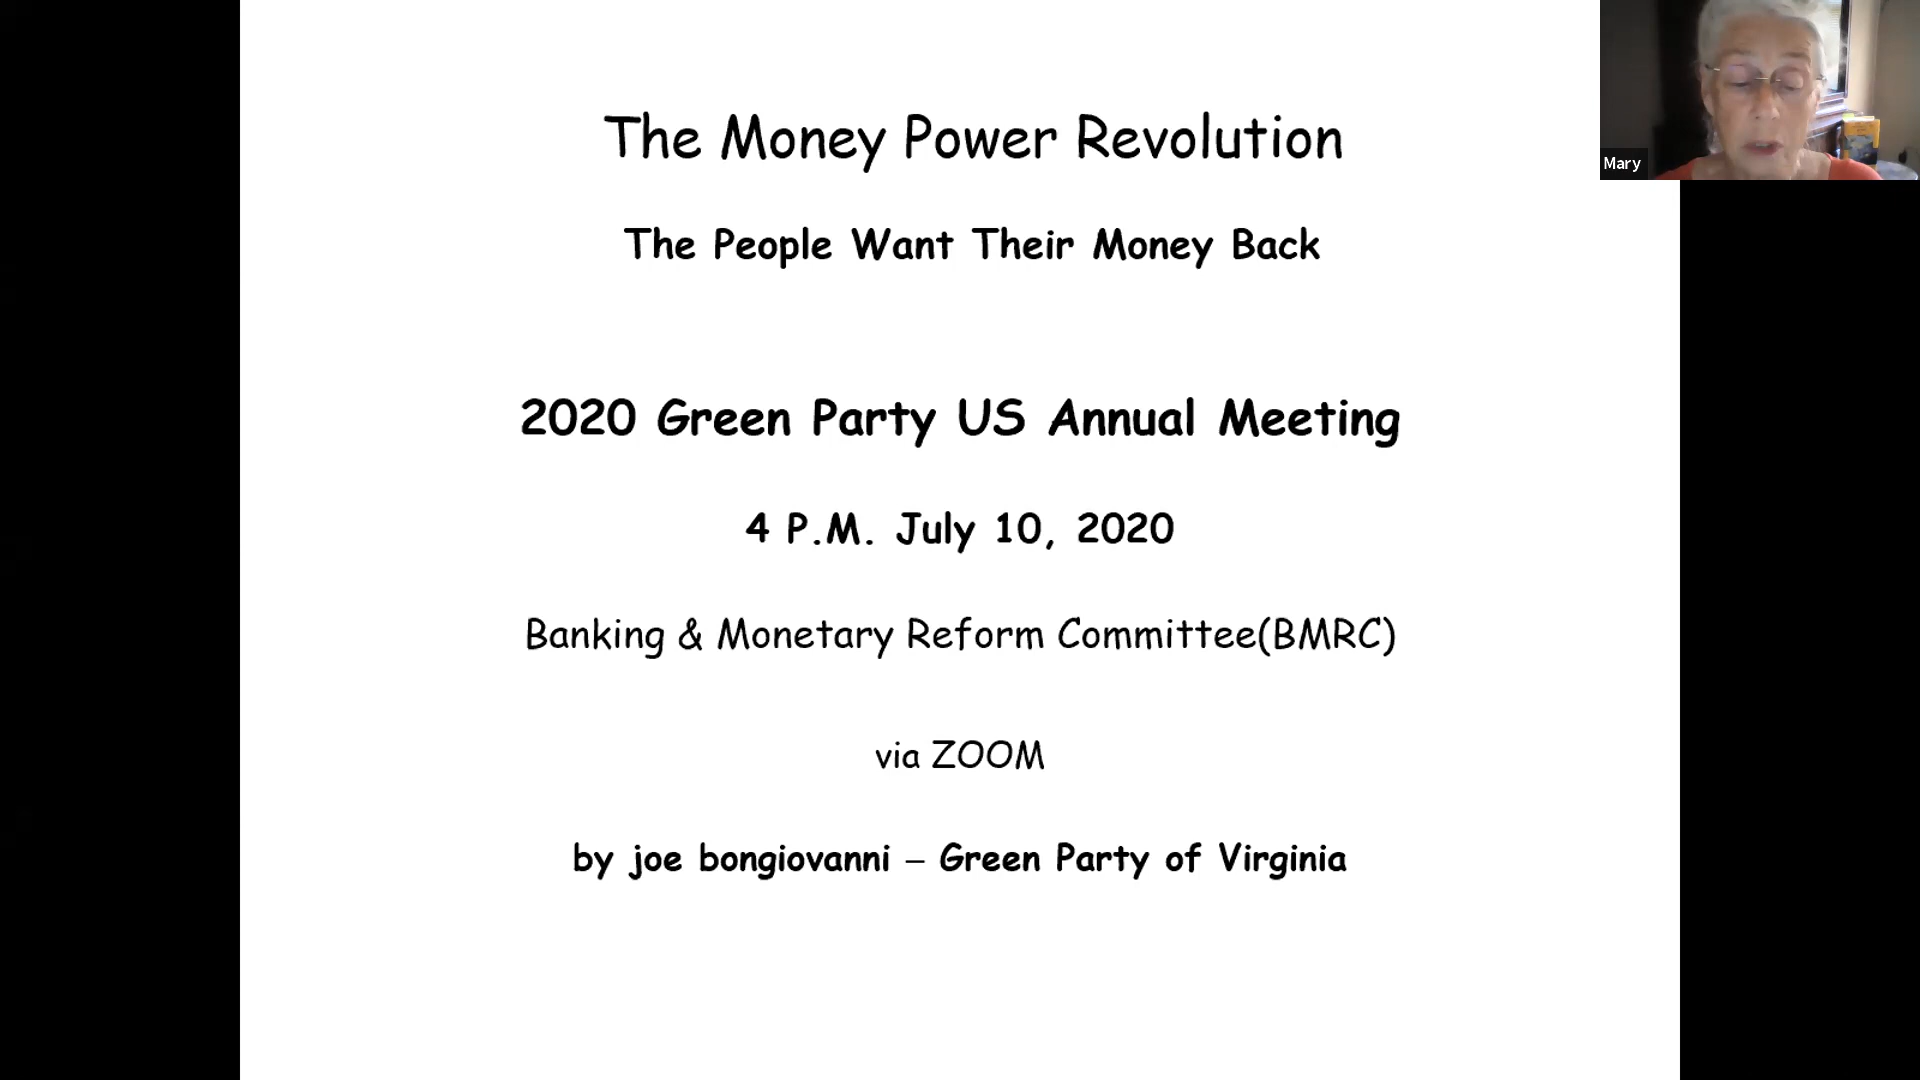 The Money Power Revolution
The People Want Their Money Back
2020 Green Party US Annual Meeting
4 P.M. July 10, 2020
Banking & Monetary Reform Committee(BMRC)
via ZOOM
by joe bongiovanni – Green Party of Virginia
Mary